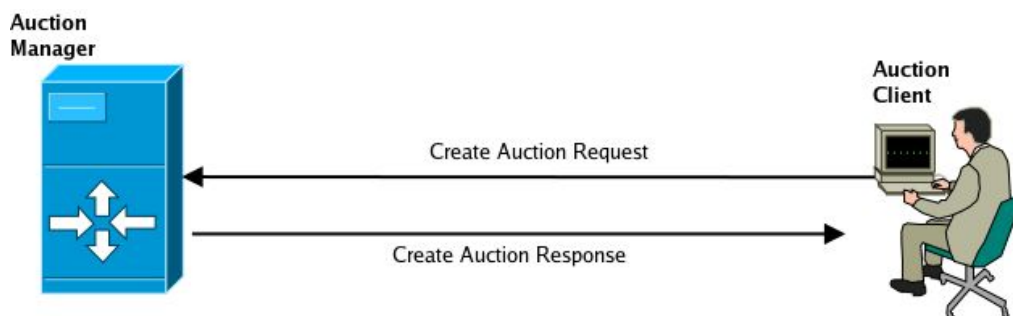 Auction
Manager
Auction
Client
Create Auction Request
Create Auction Response